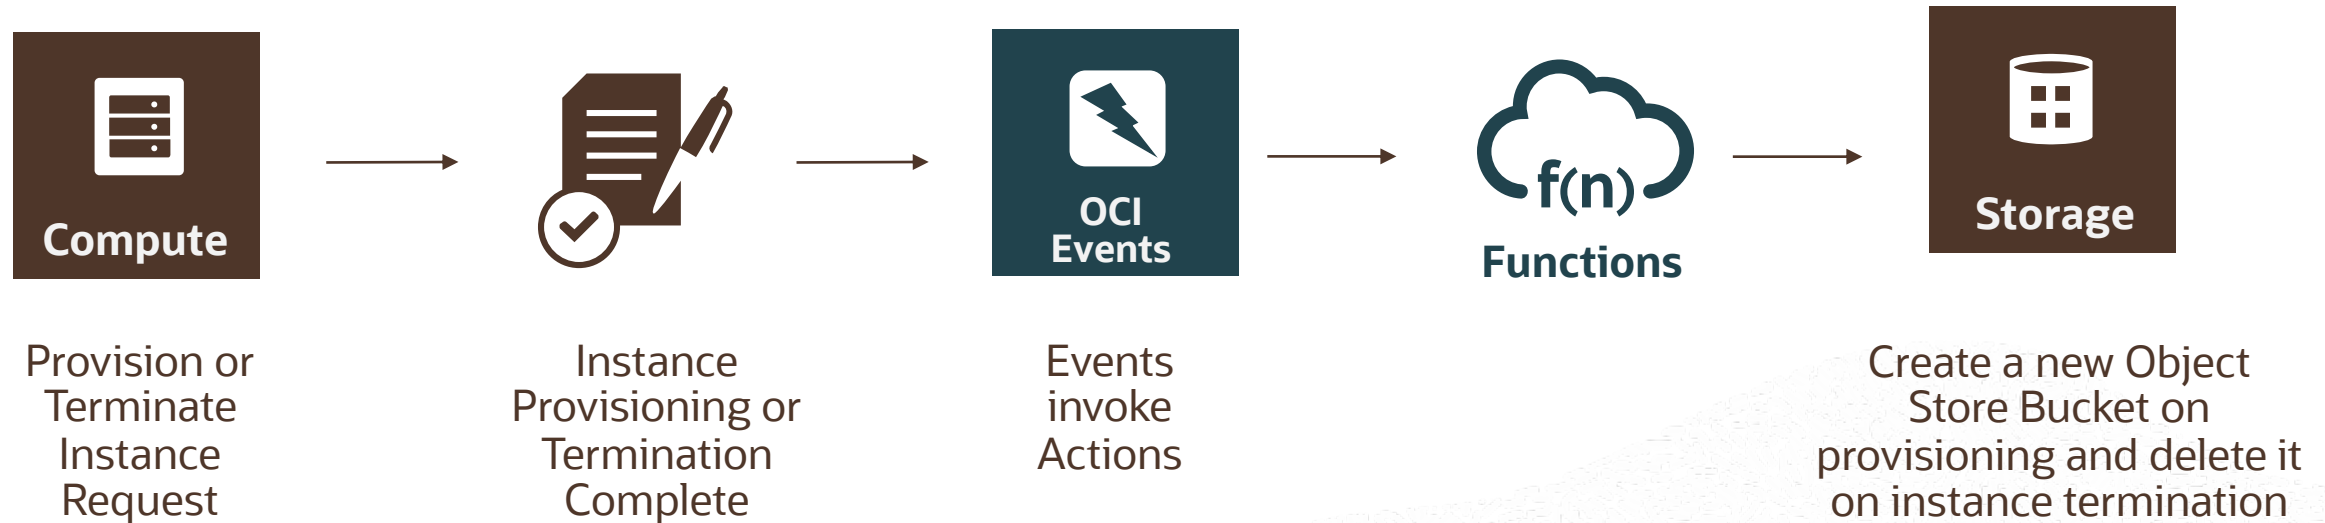 Compute
OCI
Events
f(n)
Functions
Storage
Provision or
Terminate
Instance
Request
Instance
Provisioning or
Termination
Complete
Events
invoke
Actions
Create a new Object
Store Bucket on
provisioning and delete it
on instance termination